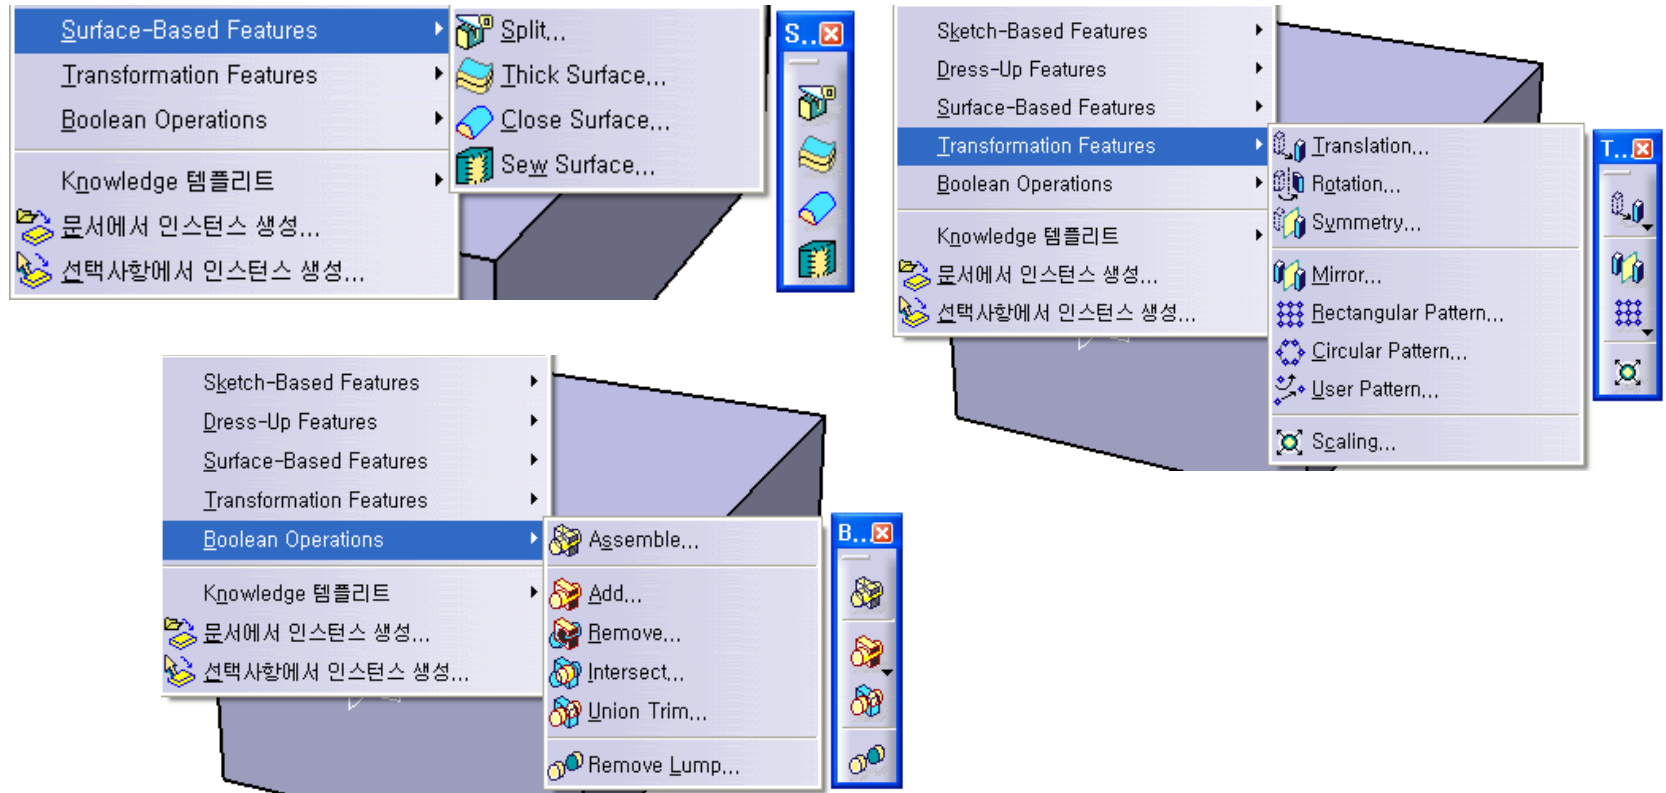 Surface-Based Features
Transformation Features
Boolean Operations
Knowledge 템플리트
문서에서 인스턴스 생성...
선택사항에서 인스턴스 생성...
Split...
Thick Surface...
Close Surface...
Sew Surface...
S...
Sketch-Based Features
Dress-Up Features
Surface-Based Features
Transformation Features
Boolean Operations
Knowledge 템플리트
문서에서 인스턴스 생성...
선택사항에서 인스턴스 생성...
Translation...
Rotation...
Symmetry...
Mirror...
Rectangular Pattern...
Circular Pattern...
User Pattern...
Scaling...
T...
Sketch-Based Features
Dress-Up Features
Surface-Based Features
Transformation Features
Boolean Operations
Knowledge 템플리트
문서에서 인스턴스 생성...
선택사항에서 인스턴스 생성...
Assemble...
Add...
Remove...
Intersect...
Union Trim...
Remove Lump...
B...